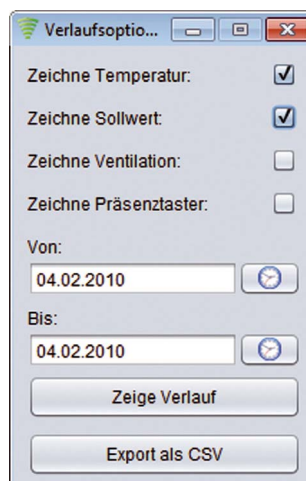 Verlaufsoptio...
Zeichne Temperatur:
Zeichne Sollwert:
Zeichne Ventilation:
Zeichne Präsenztaster:
Von:
04.02.2010
Bis:
04.02.2010
Zeige Verlauf
Export als CSV